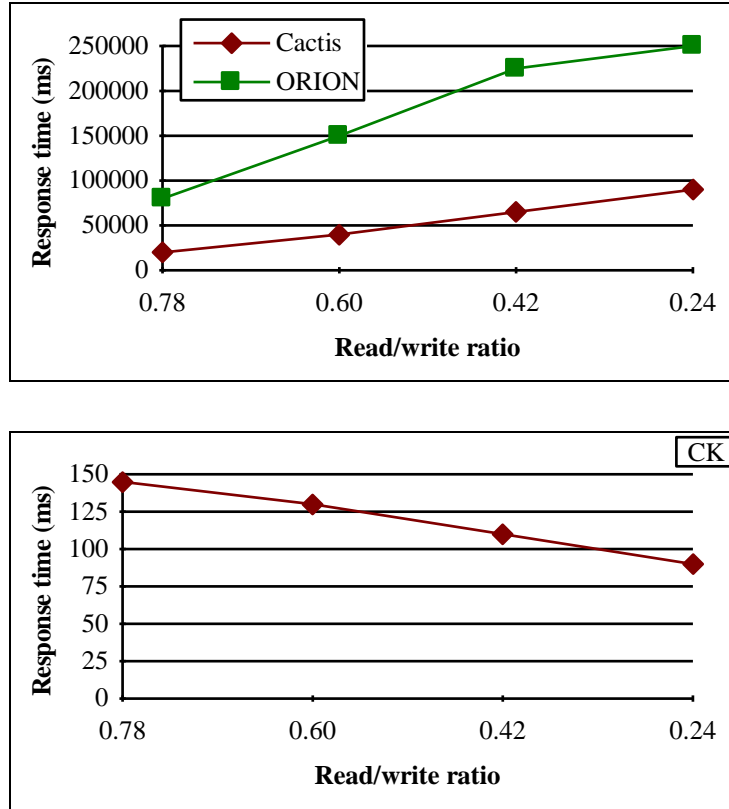 250000
200000
150000
100000
50000
0
Response time (ms)
Cactis
ORION
0.78 0.60 0.42 0.24
Read/write ratio
CK
150
125
100
75
50
25
0
Response time (ms)
0.78 0.60 0.42 0.24
Read/write ratio